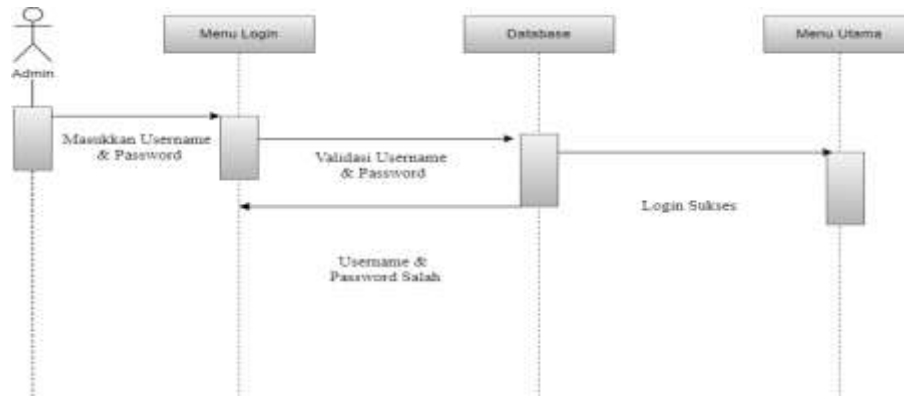 Menu Login
Database
Menu Utama
Admin
Masukkan Username
& Password
Validasi Username
& Password
Login Sukses
Username &
Password Salah